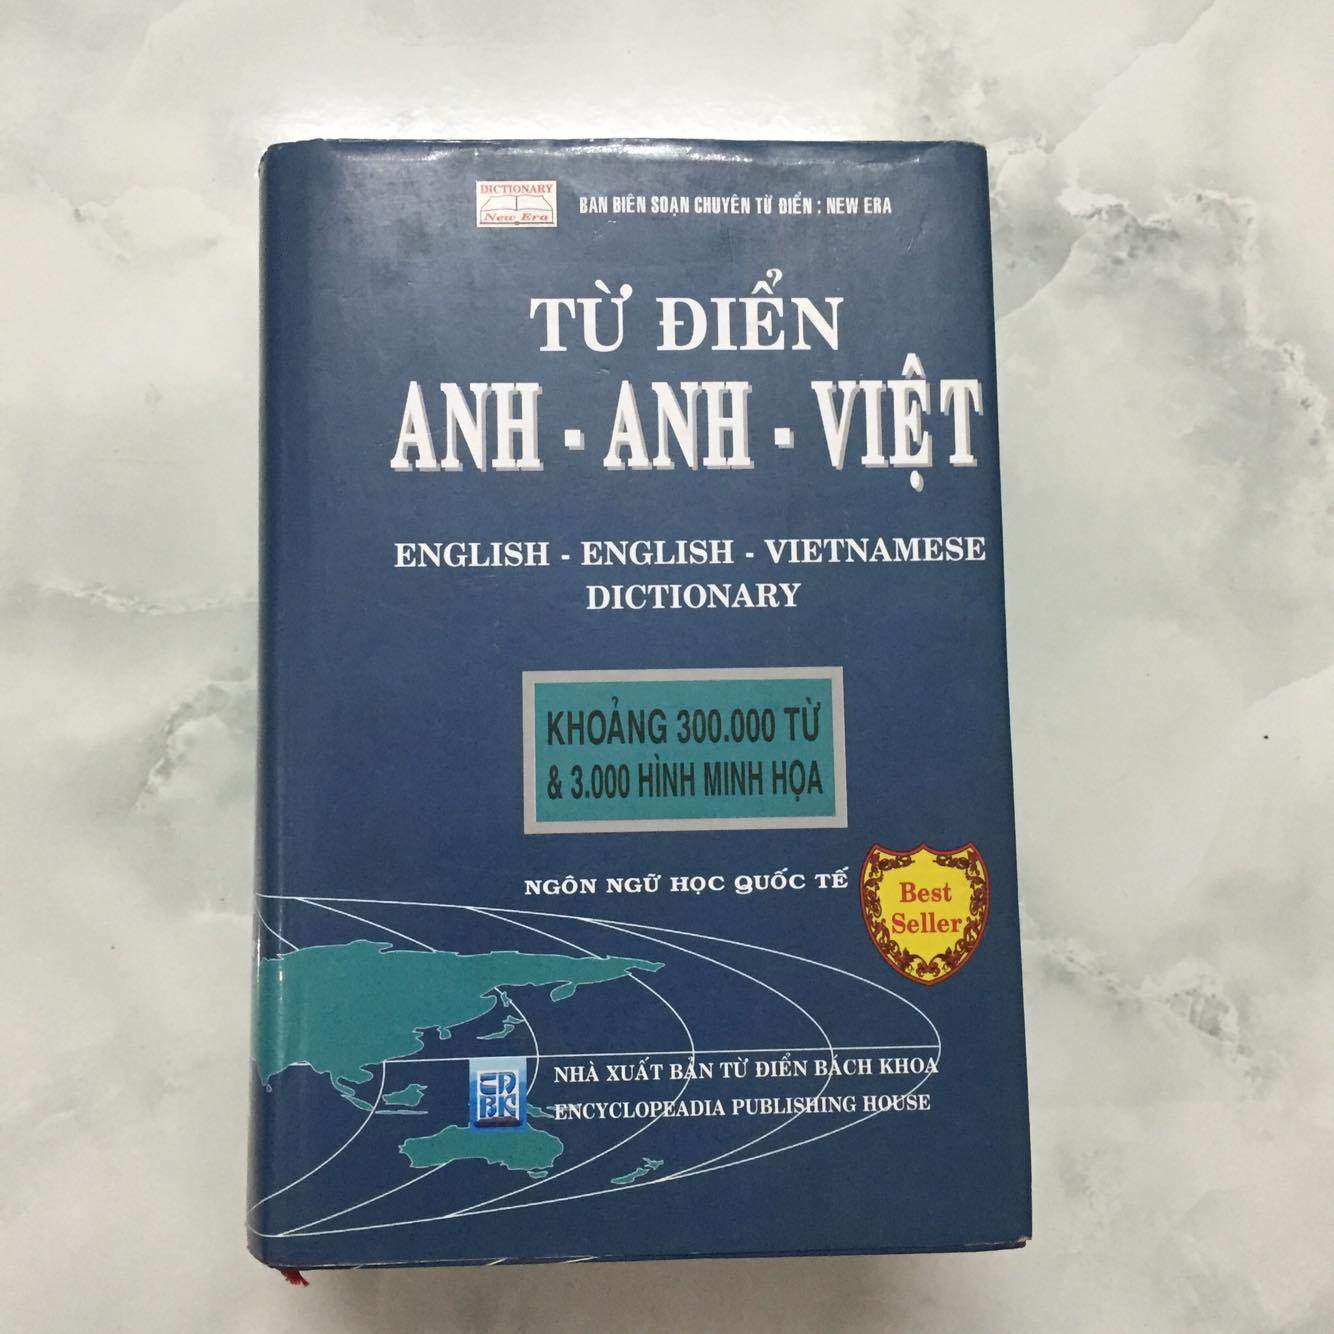 DICTIONARY
New Era
BAN BIÊN SOẠN CHUYÊN TỪ ĐIỂN : NEW ERA
TỪ ĐIỂN
ANH - ANH - VIỆT
ENGLISH - ENGLISH - VIETNAMESE
DICTIONARY
KHOẢNG 300.000 TỪ
& 3.000 HÌNH MINH HỌA
NGÔN NGỮ HỌC QUỐC TẾ
Best
Seller
NHÀ XUẤT BẢN TỪ ĐIỂN BÁCH KHOA
ENCYCLOPEADIA PUBLISHING HOUSE